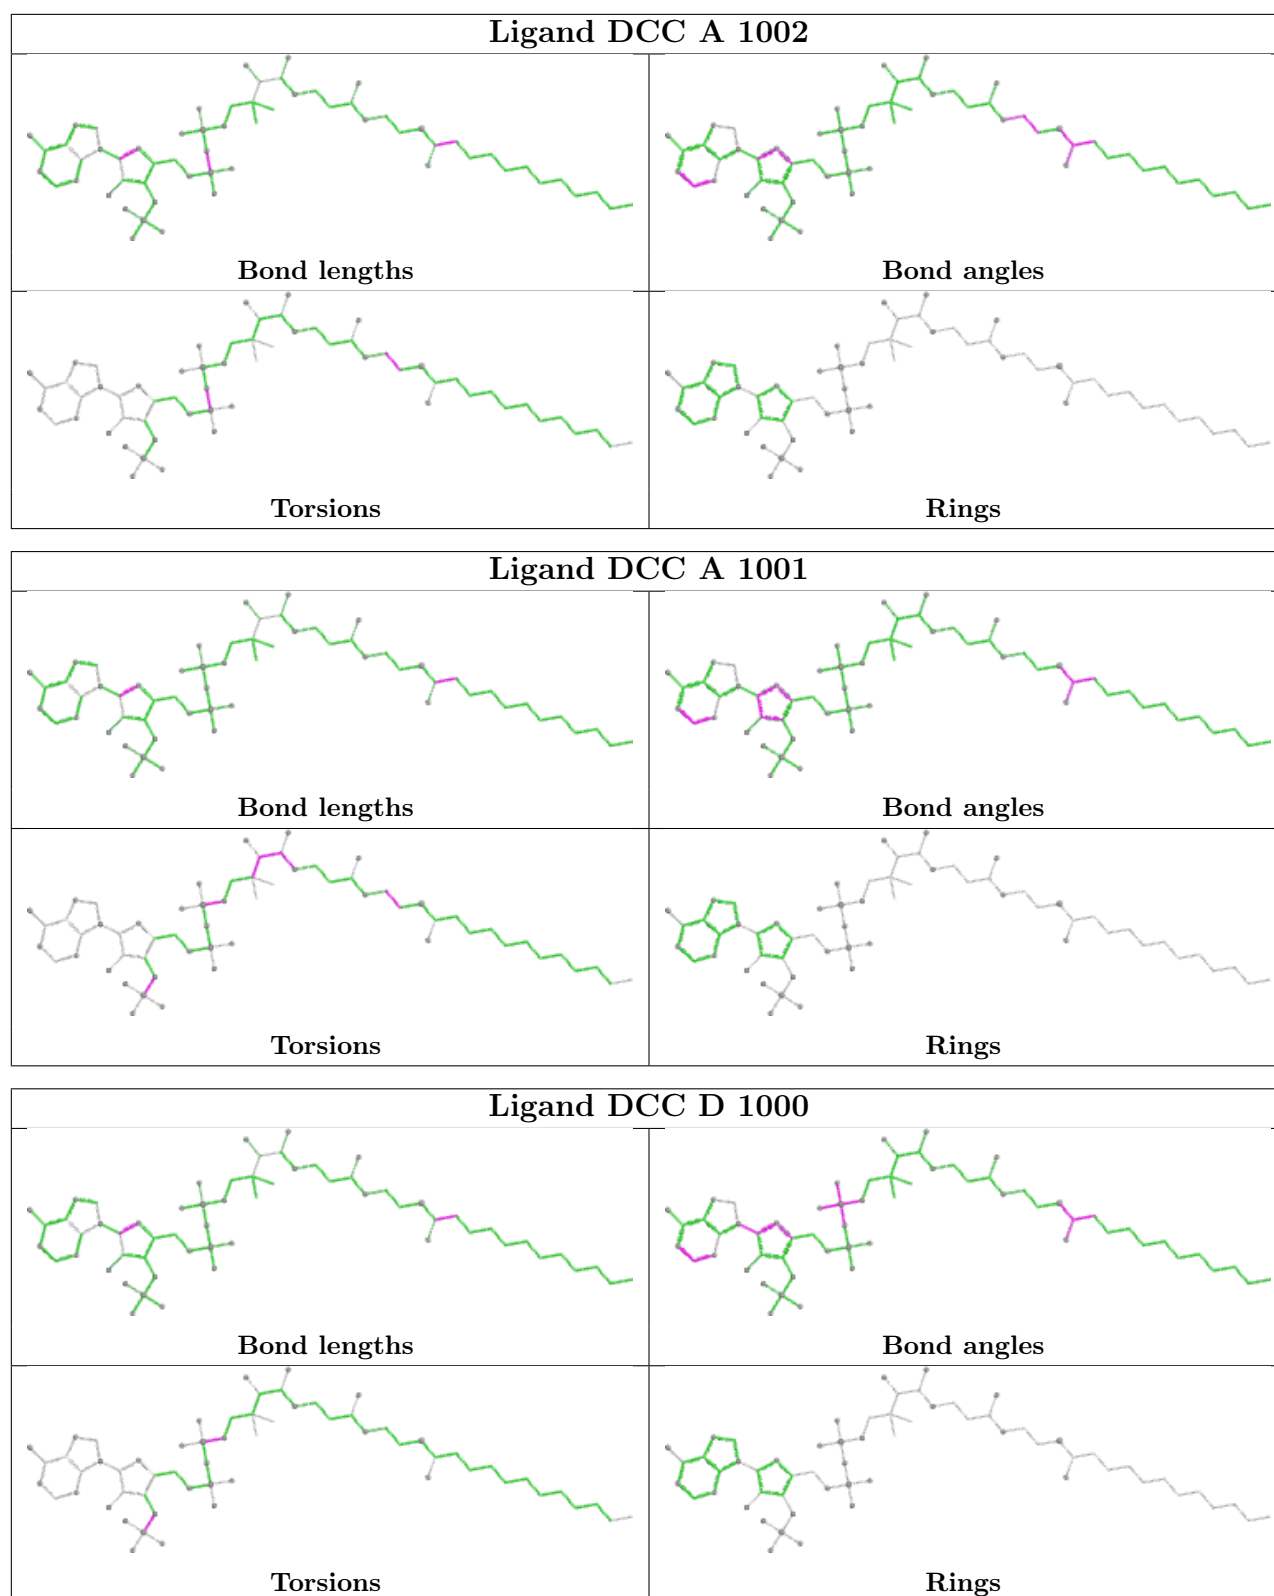 Ligand DCC A 1002
Bond lengths
Bond angles
Torsions
Rings
Ligand DCC A 1001
Bond lengths
Bond angles
Torsions
Rings
Ligand DCC D 1000
Bond lengths
Bond angles
Torsions
Rings